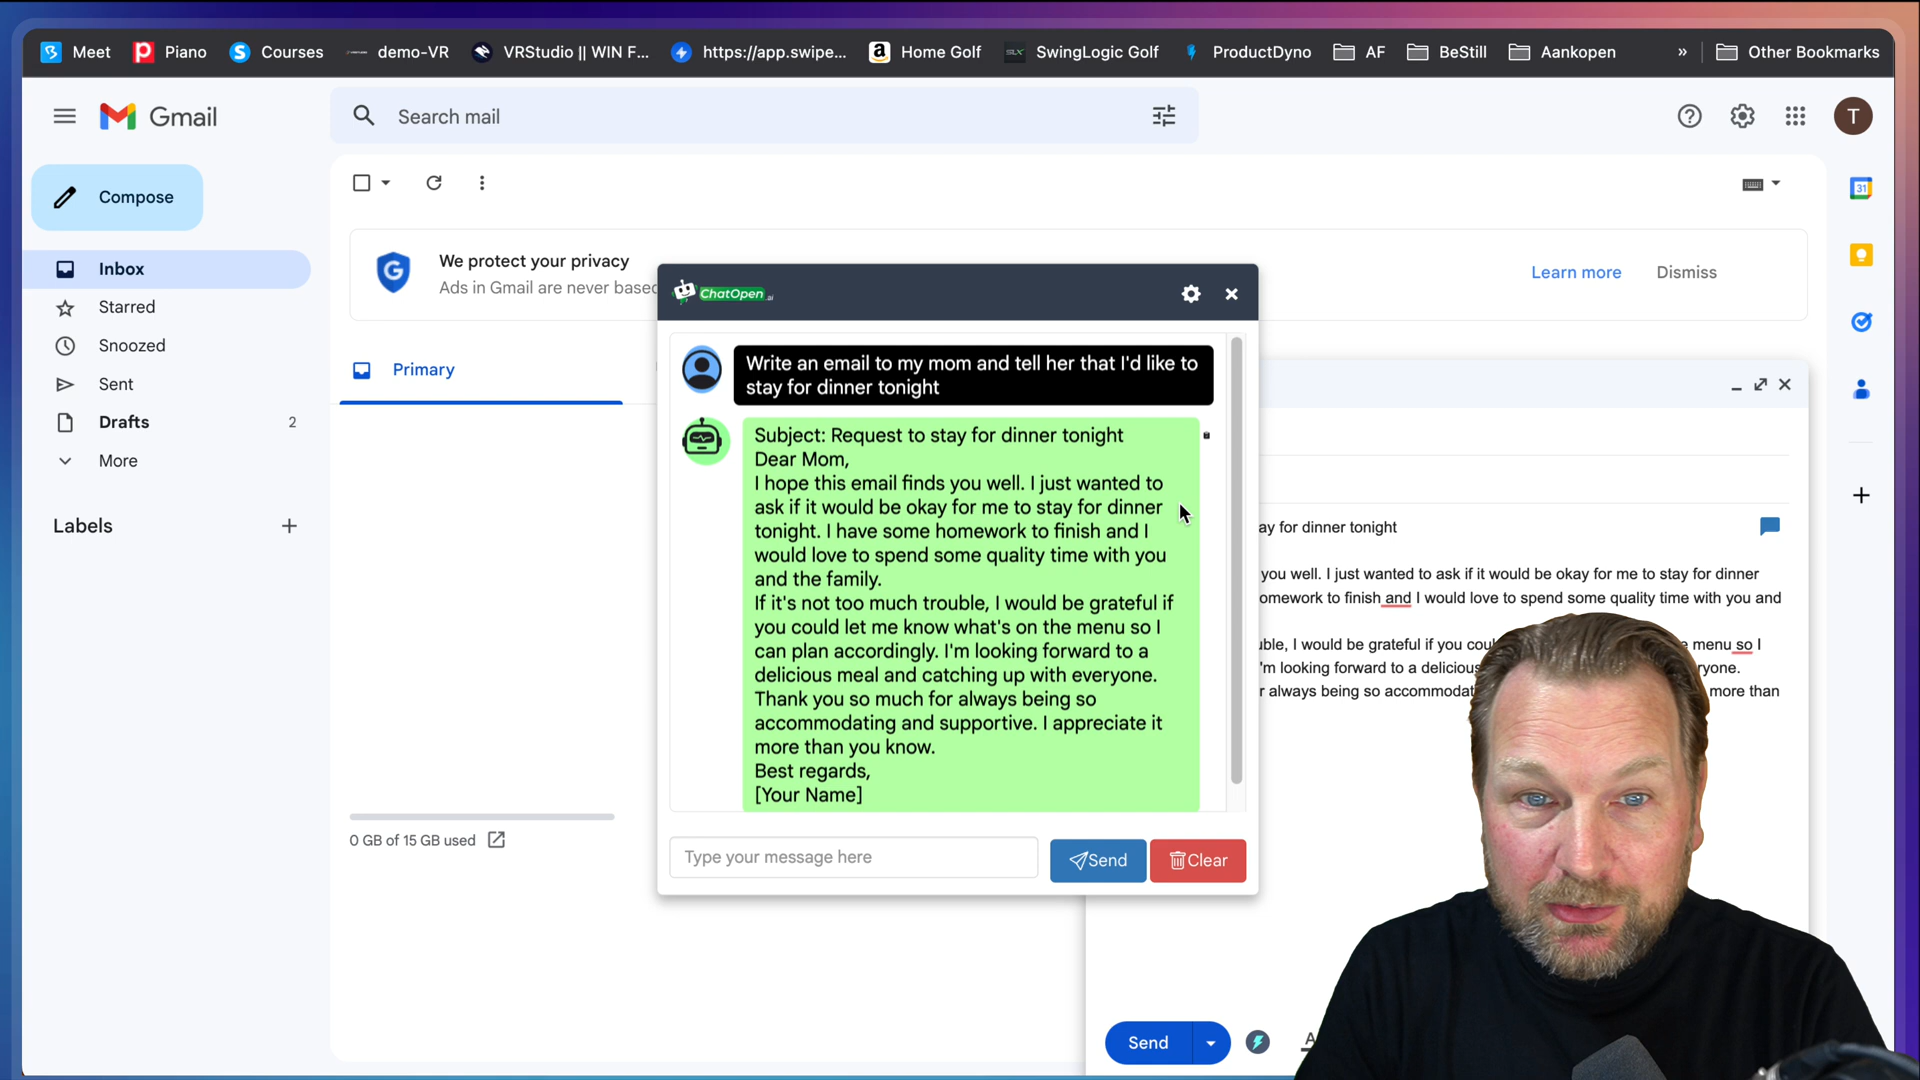 Meet Piano Courses demo-VR VRStudio || WIN F... https://app.swipe... Home Golf SwingLogic Golf ProductDyno AF BeStill Aankopen » Other Bookmarks
Gmail
Search mail
T
Compose
Inbox
Starred
Snoozed
Sent
Drafts 2
More
Labels
31
We protect your privacy
Ads in Gmail are never
Learn more Dismiss
Primary
0 GB of 15 GB used
ChatOpen.ai
Write an email to my mom and tell her that I'd like to
stay for dinner tonight
Subject: Request to stay for dinner tonight
Dear Mom,
I hope this email finds you well. I just wanted to
ask if it would be okay for me to stay for dinner
tonight. I have some homework to finish and I
would love to spend some quality time with you
and the family.
If it's not too much trouble, I would be grateful if
you could let me know what's on the menu so I
can plan accordingly. I'm looking forward to a
delicious meal and catching up with everyone.
Thank you so much for always being so
accommodating and supportive. I appreciate it
more than you know.
Best regards,
[Your Name]
Type your message here
Send
Clear
for dinner tonight
you well. I just wanted to ask if it would be okay for me to stay for dinner
to finish and I would love to spend some quality time with you and
I would be grateful if you menu so I
I'm looking forward to a
always being so more than
Send